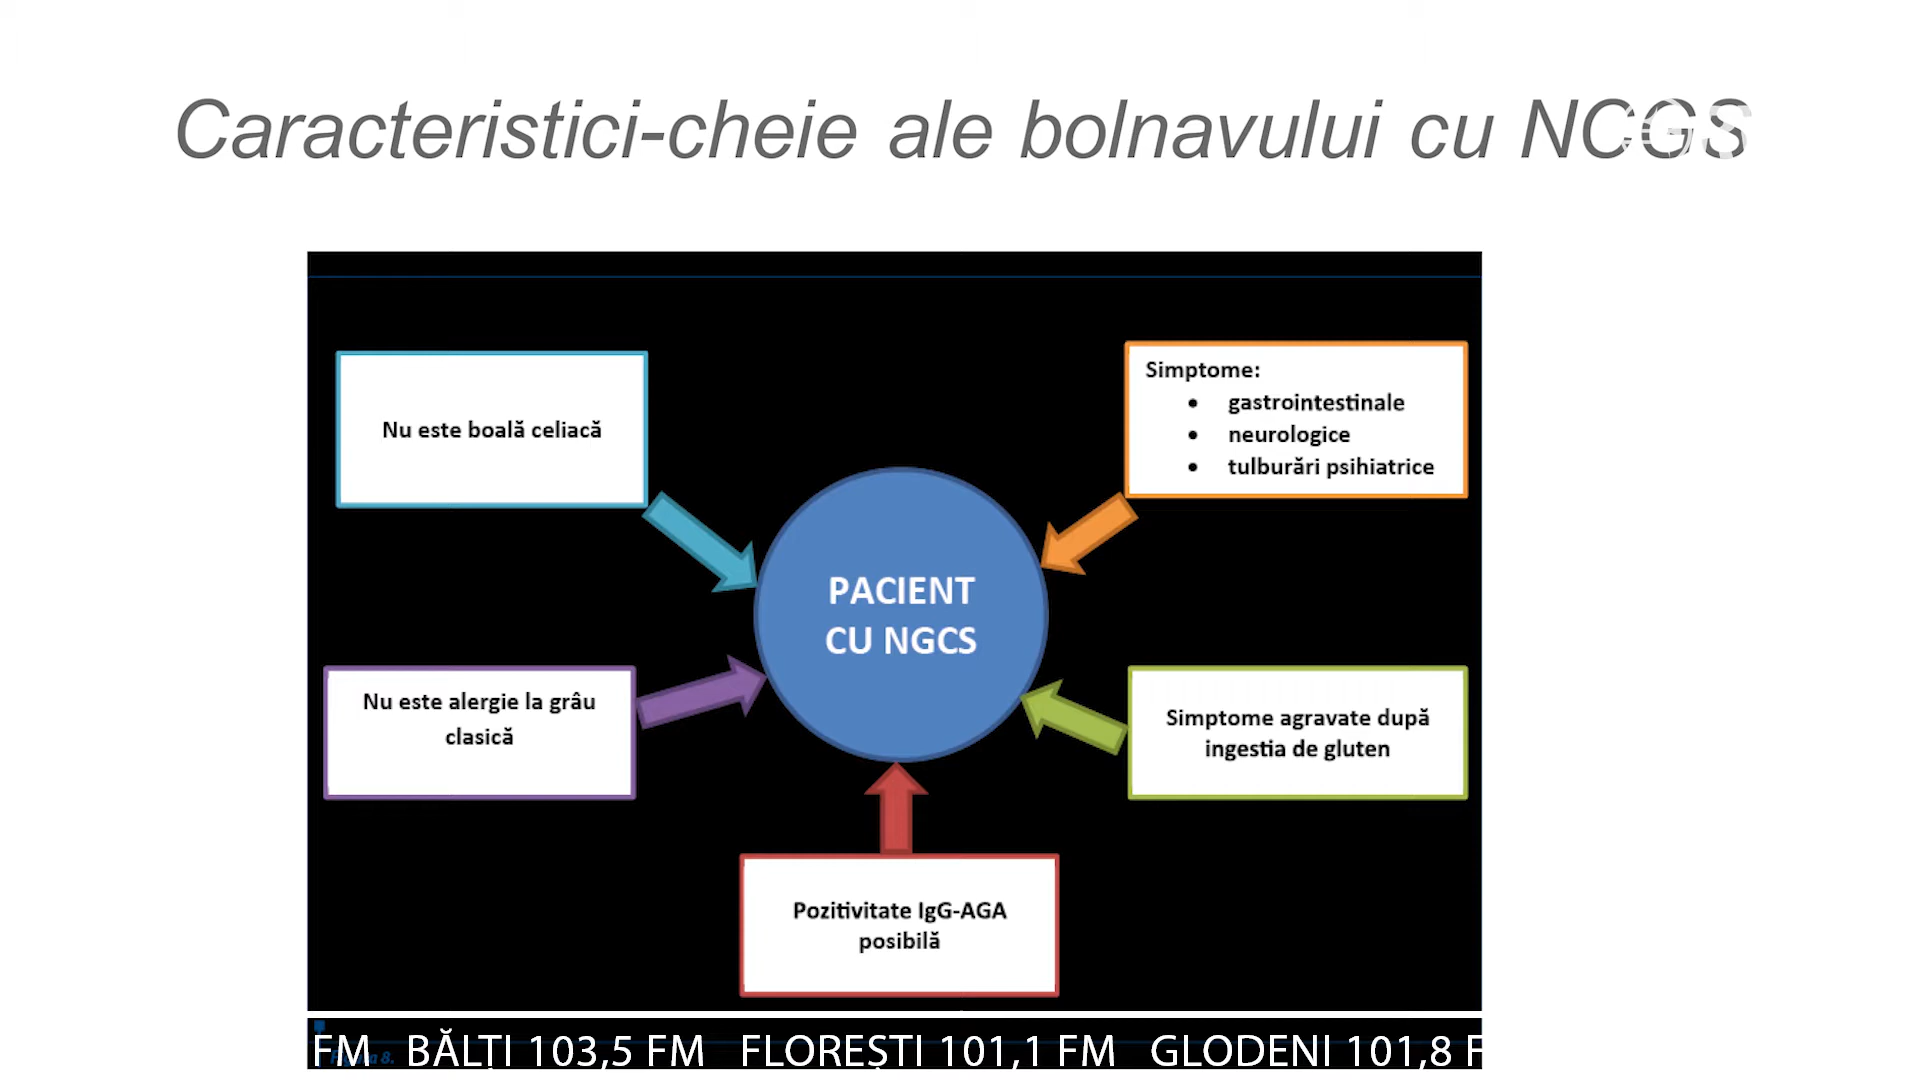 Caracteristici-cheie ale bolnavului cu NCGS
Nu este boală celiacă
Simptome:
• gastrointestinale
• neurologice
• tulburări psihiatrice
PACIENT
CU NGCS
Nu este alergie la grâu
clasică
Simptome agravate după
ingestia de gluten
Pozitivitate IgG-AGA
posibilă
FM BĂLȚI 103,5 FM FLOREȘTI 101,1 FM GLODENI 101,8 F